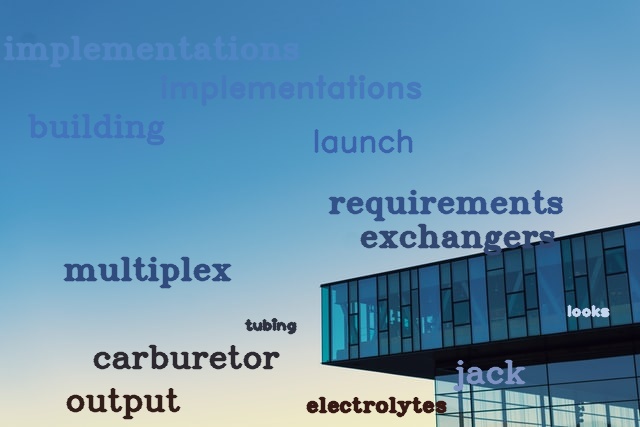 implementations
implementations
building
launch
requirements
exchangers
multiplex
looks
tubing
carburetor
jack
output
electrolytes